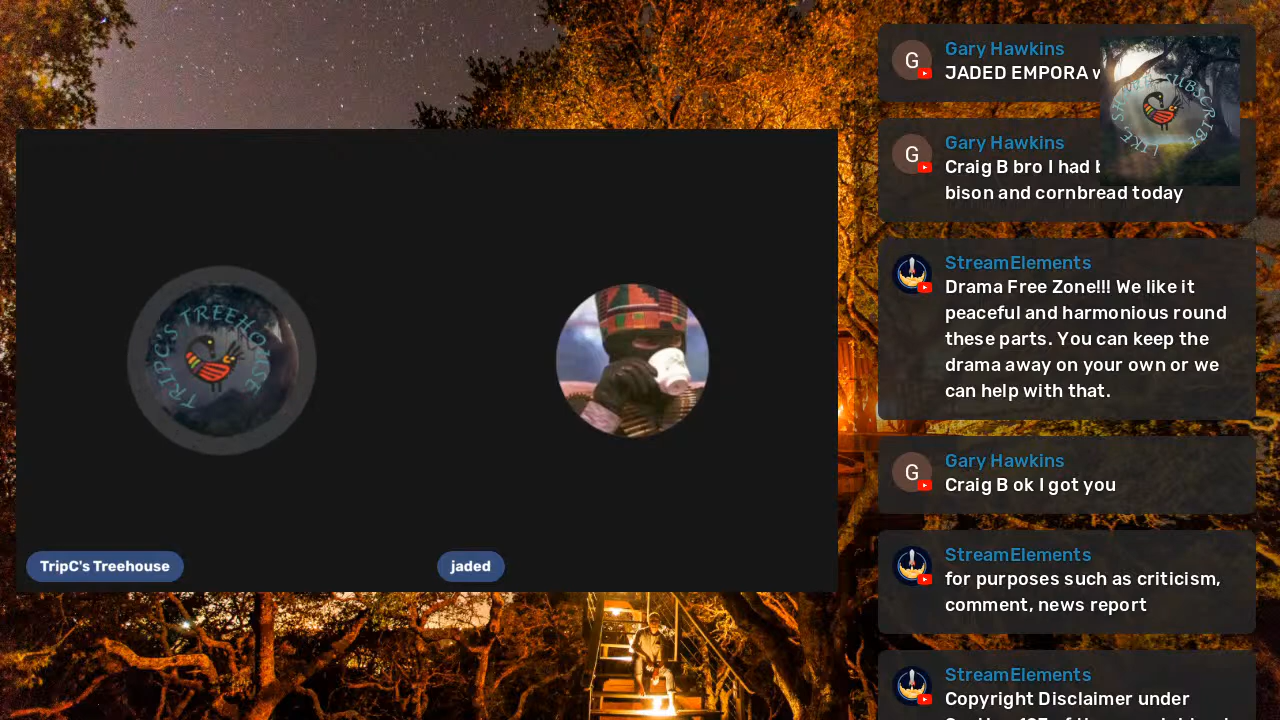 TRIPC'S TREEHOUSE
TripC's Treehouse
jaded
G
Gary Hawkins
JADED EMPORA
SUBSCRIBE
LIKE,
G
Gary Hawkins
Craig B bro I had
bison and cornbread today
StreamElements
Drama Free Zone!!! We like it
peaceful and harmonious round
these parts. You can keep the
drama away on your own or we
can help with that.
G
Gary Hawkins
Craig B ok I got you
StreamElements
for purposes such as criticism,
comment, news report
StreamElements
Copyright Disclaimer under